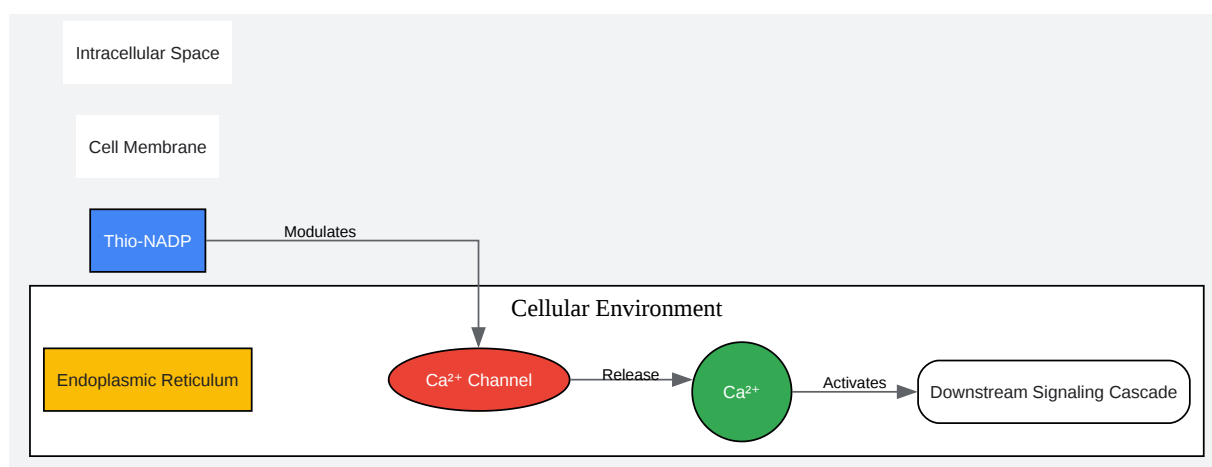 Intracellular Space
Cell Membrane
Thio-NADP
Modulates
Cellular Environment
Endoplasmic Reticulum
Ca²⁺ Channel
Release
Ca²⁺
Activates
Downstream Signaling Cascade